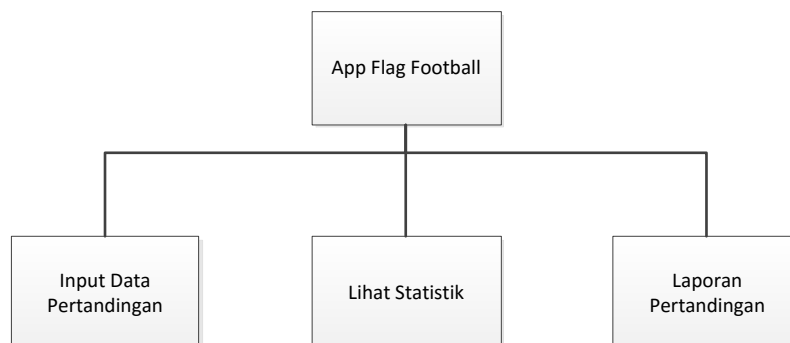 App Flag Football
Input Data
Pertandingan
Lihat Statistik
Laporan
Pertandingan